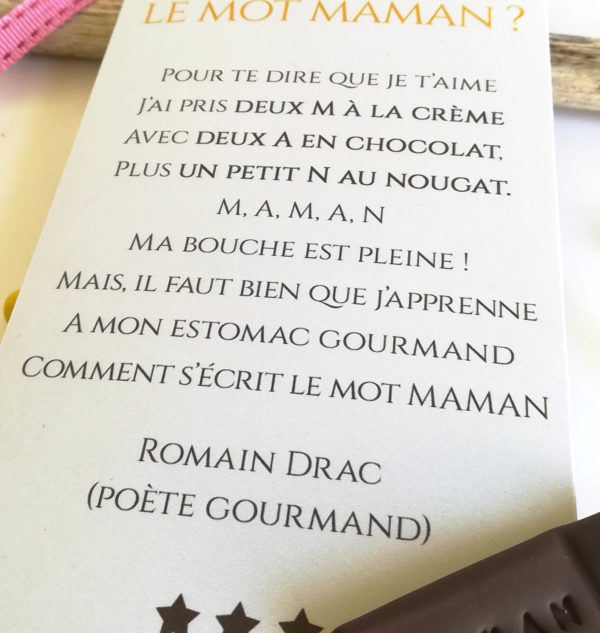 LE MOT MAMAN ?
POUR TE DIRE QUE JE T'AIME
J'AI PRIS DEUX M À LA CRÈME
AVEC DEUX A EN CHOCOLAT,
PLUS UN PETIT N AU NOUGAT.
M, A, M, A, N
MA BOUCHE EST PLEINE !
MAIS, IL FAUT BIEN QUE J'APPRENNE
A MON ESTOMAC GOURMAND
COMMENT S'ÉCRIT LE MOT MAMAN
ROMAIN DRAC
(POÈTE GOURMAND)